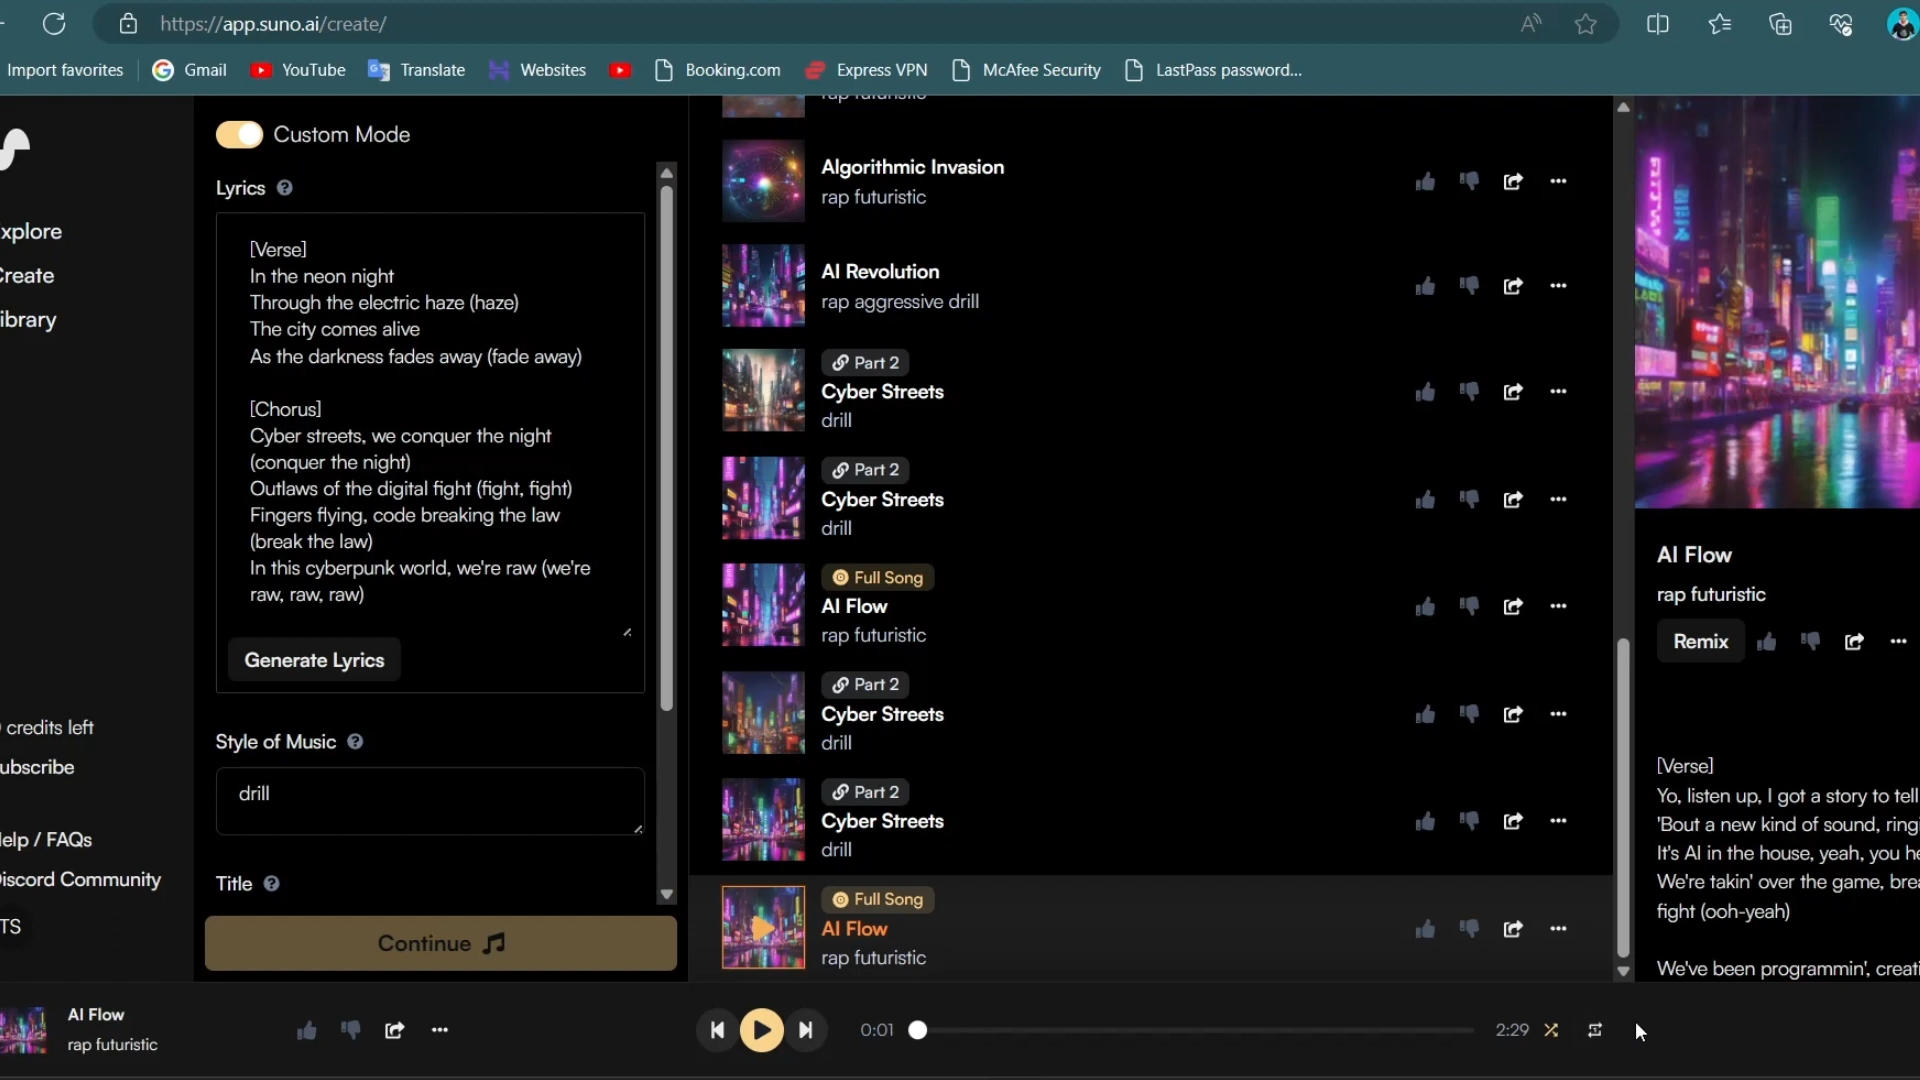 https://app.suno.ai/create/
Import favorites
Gmail
YouTube
Translate
Websites
Booking.com
Express VPN
McAfee Security
LastPass password...
xplore
Create
ibrary
credits left
ubscribe
elp / FAQs
iscord Community
TS
Custom Mode
Lyrics
[Verse]
In the neon night
Through the electric haze (haze)
The city comes alive
As the darkness fades away (fade away)
[Chorus]
Cyber streets, we conquer the night
(conquer the night)
Outlaws of the digital fight (fight, fight)
Fingers flying, code breaking the law
(break the law)
In this cyberpunk world, we're raw (we're
raw, raw, raw)
Generate Lyrics
Style of Music
drill
Title
Continue
rap futuristic
Algorithmic Invasion
rap futuristic
AI Revolution
rap aggressive drill
Part 2
Cyber Streets
drill
Part 2
Cyber Streets
drill
Full Song
AI Flow
rap futuristic
Part 2
Cyber Streets
drill
Part 2
Cyber Streets
drill
Full Song
AI Flow
rap futuristic
AI Flow
rap futuristic
Remix
[Verse]
Yo, listen up, I got a story to tell
'Bout a new kind of sound, ringi
It's AI in the house, yeah, you he
We're takin' over the game, brea
fight (ooh-yeah)
We've been programmin', creati
AI Flow
rap futuristic
0:01
2:29